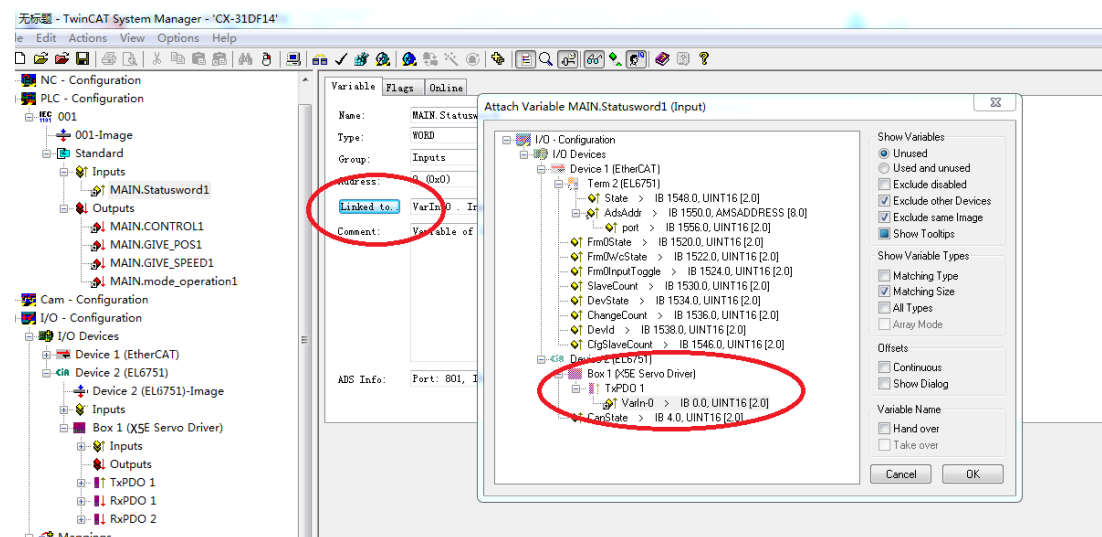 无标题 - TwinCAT System Manager - 'CX-31DF14'
le Edit Actions View Options Help
NC - Configuration
PLC - Configuration
001
001-Image
Standard
Inputs
MAIN.Statusword1
Outputs
MAIN.CONTROL1
MAIN.GIVE_POS1
MAIN.GIVE_SPEED1
MAIN.mode_operation1
Cam - Configuration
I/O - Configuration
I/O Devices
Device 1 (EtherCAT)
Device 2 (EL6751)
Device 2 (EL6751)-Image
Inputs
Box 1 (X5E Servo Driver)
Inputs
Outputs
TxPDO 1
RxPDO 1
RxPDO 2
Mappings
Variable Flags Online
Name: MAIN.Statusw
Type: WORD
Group: Inputs
Address: 0 (0x0)
Linked to.. VarIn-0 . In
Comment: Variable of
ADS Info: Port: 801, I
Attach Variable MAIN.Statusword1 (Input)
I/O - Configuration
I/O Devices
Device 1 (EtherCAT)
Term 2 (EL6751)
State > IB 1548.0, UINT16 [2.0]
AdsAddr > IB 1550.0, AMSADDRESS [8.0]
port > IB 1556.0, UINT16 [2.0]
Frm0State > IB 1520.0, UINT16 [2.0]
Frm0WcState > IB 1522.0, UINT16 [2.0]
Frm0InputToggle > IB 1524.0, UINT16 [2.0]
SlaveCount > IB 1530.0, UINT16 [2.0]
DevState > IB 1534.0, UINT16 [2.0]
ChangeCount > IB 1536.0, UINT16 [2.0]
DevId > IB 1538.0, UINT16 [2.0]
CfgSlaveCount > IB 1546.0, UINT16 [2.0]
Device 2 (EL6751)
Box 1 (X5E Servo Driver)
TxPDO 1
VarIn-0 > IB 0.0, UINT16 [2.0]
CanState > IB 4.0, UINT16 [2.0]
Show Variables
Unused
Used and unused
Exclude disabled
Exclude other Devices
Exclude same Image
Show Tooltips
Show Variable Types
Matching Type
Matching Size
All Types
Array Mode
Offsets
Continuous
Show Dialog
Variable Name
Hand over
Take over
Cancel OK